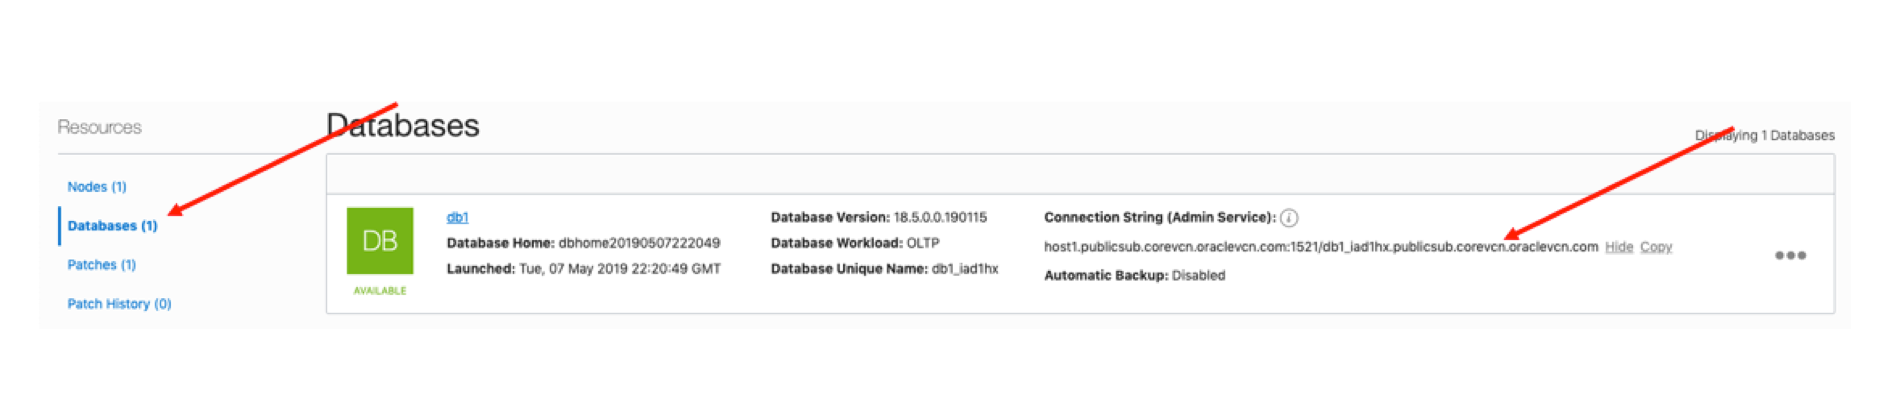 Resources
Nodes (1)
Databases (1)
Patches (1)
Patch History (0)
Databases
Displaying 1 Databases
DB
AVAILABLE
db1
Database Home: dbhome20190507222049
Launched: Tue, 07 May 2019 22:20:49 GMT
Database Version: 18.5.0.0.190115
Database Workload: OLTP
Database Unique Name: db1_iad1hx
Connection String (Admin Service): i
host1.publicsub.corevcn.oraclevcn.com:1521/db1_iad1hx.publicsub.corevcn.oraclevcn.com Hide Copy
Automatic Backup: Disabled